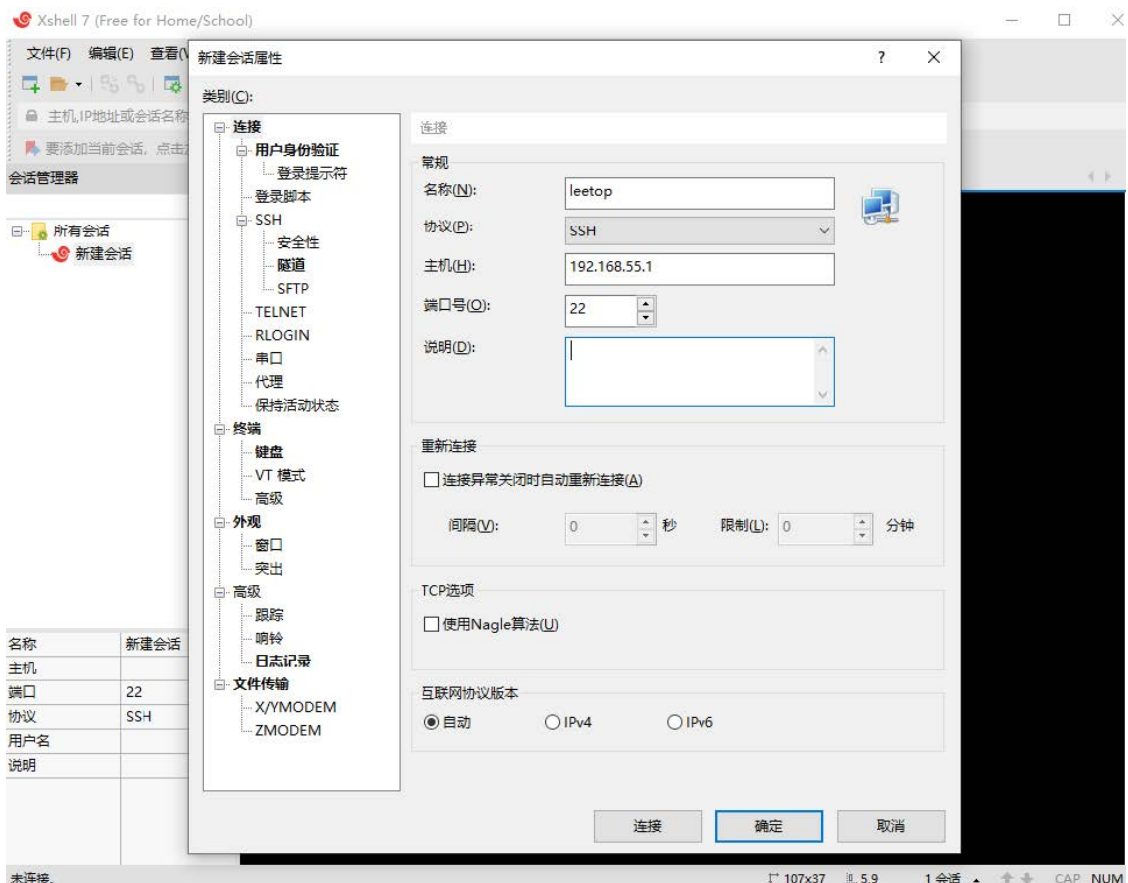 Xshell 7 (Free for Home/School)
文件(F) 编辑(E) 查看(V
主机,IP地址或会话名称
要添加当前会话, 点击
会话管理器
所有会话
新建会话
名称 新建会话
主机
端口 22
协议 SSH
用户名
说明
未连接。
107x37 5,9 1 会话 CAP NUM
新建会话属性 ?
类别(C):
连接
用户身份验证
登录提示符
登录脚本
SSH
安全性
隧道
SFTP
TELNET
RLOGIN
串口
代理
保持活动状态
终端
键盘
VT 模式
高级
外观
窗口
突出
高级
跟踪
响铃
日志记录
文件传输
X/YMODEM
ZMODEM
连接
常规
名称(N): leetop
协议(P): SSH
主机(H): 192.168.55.1
端口号(O): 22
说明(D):
重新连接
连接异常关闭时自动重新连接(A)
间隔(V): 0 秒 限制(L): 0 分钟
TCP选项
使用Nagle算法(U)
互联网协议版本
自动 IPv4 IPv6
连接 确定 取消